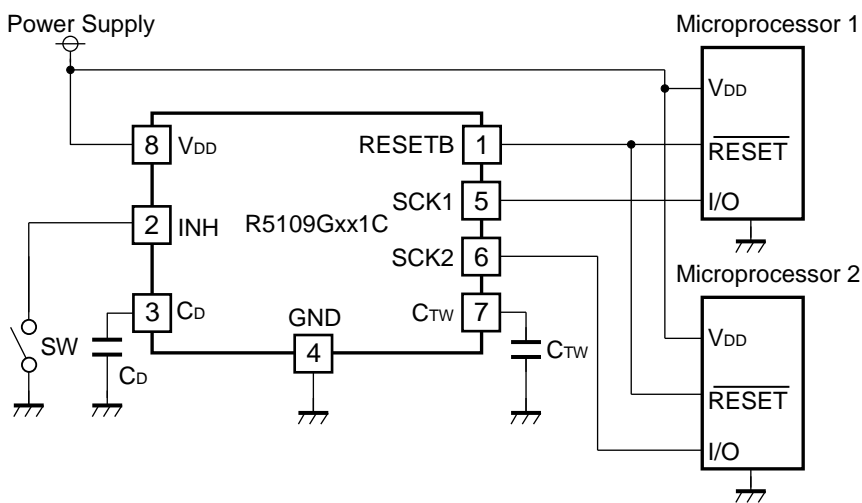 Power Supply
Microprocessor 1
VDD
RESET
I/O
8 VDD
RESETB 1
2 INH
R5109Gxx1C
SCK1 5
SCK2 6
3 CD
GND
4
CTW 7
SW
CD
CTW
Microprocessor 2
VDD
RESET
I/O